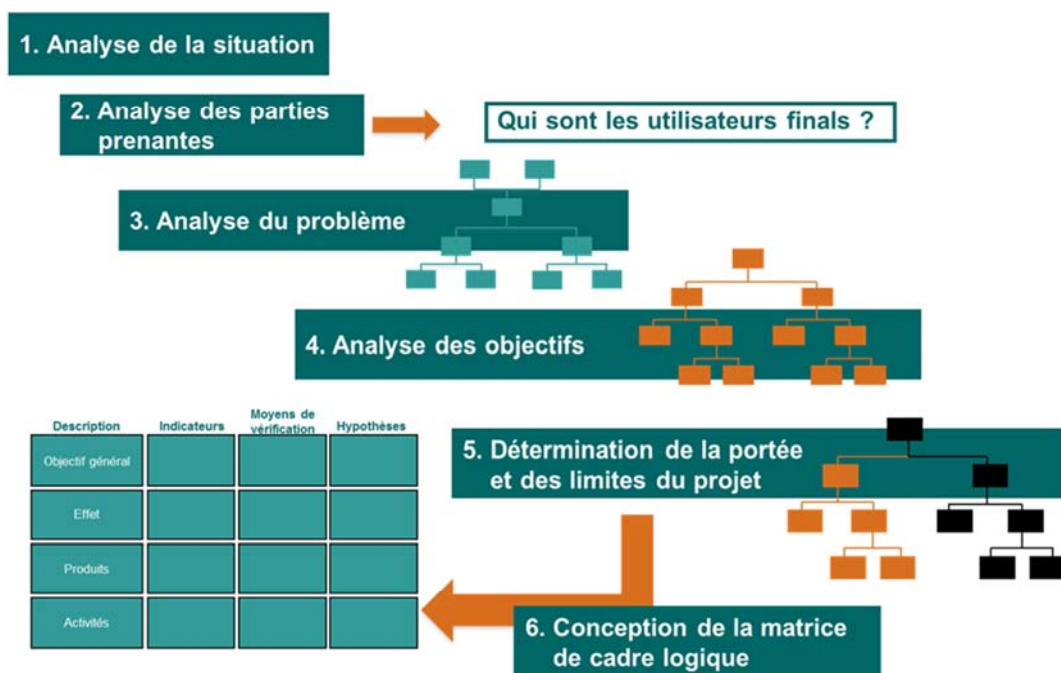 1. Analyse de la situation
2. Analyse des parties
prenantes
Qui sont les utilisateurs finals ?
3. Analyse du problème
4. Analyse des objectifs
5. Détermination de la portée
et des limites du projet
6. Conception de la matrice
de cadre logique
Description
Indicateurs
Moyens de
vérification
Hypothèses
Objectif général
Effet
Produits
Activités